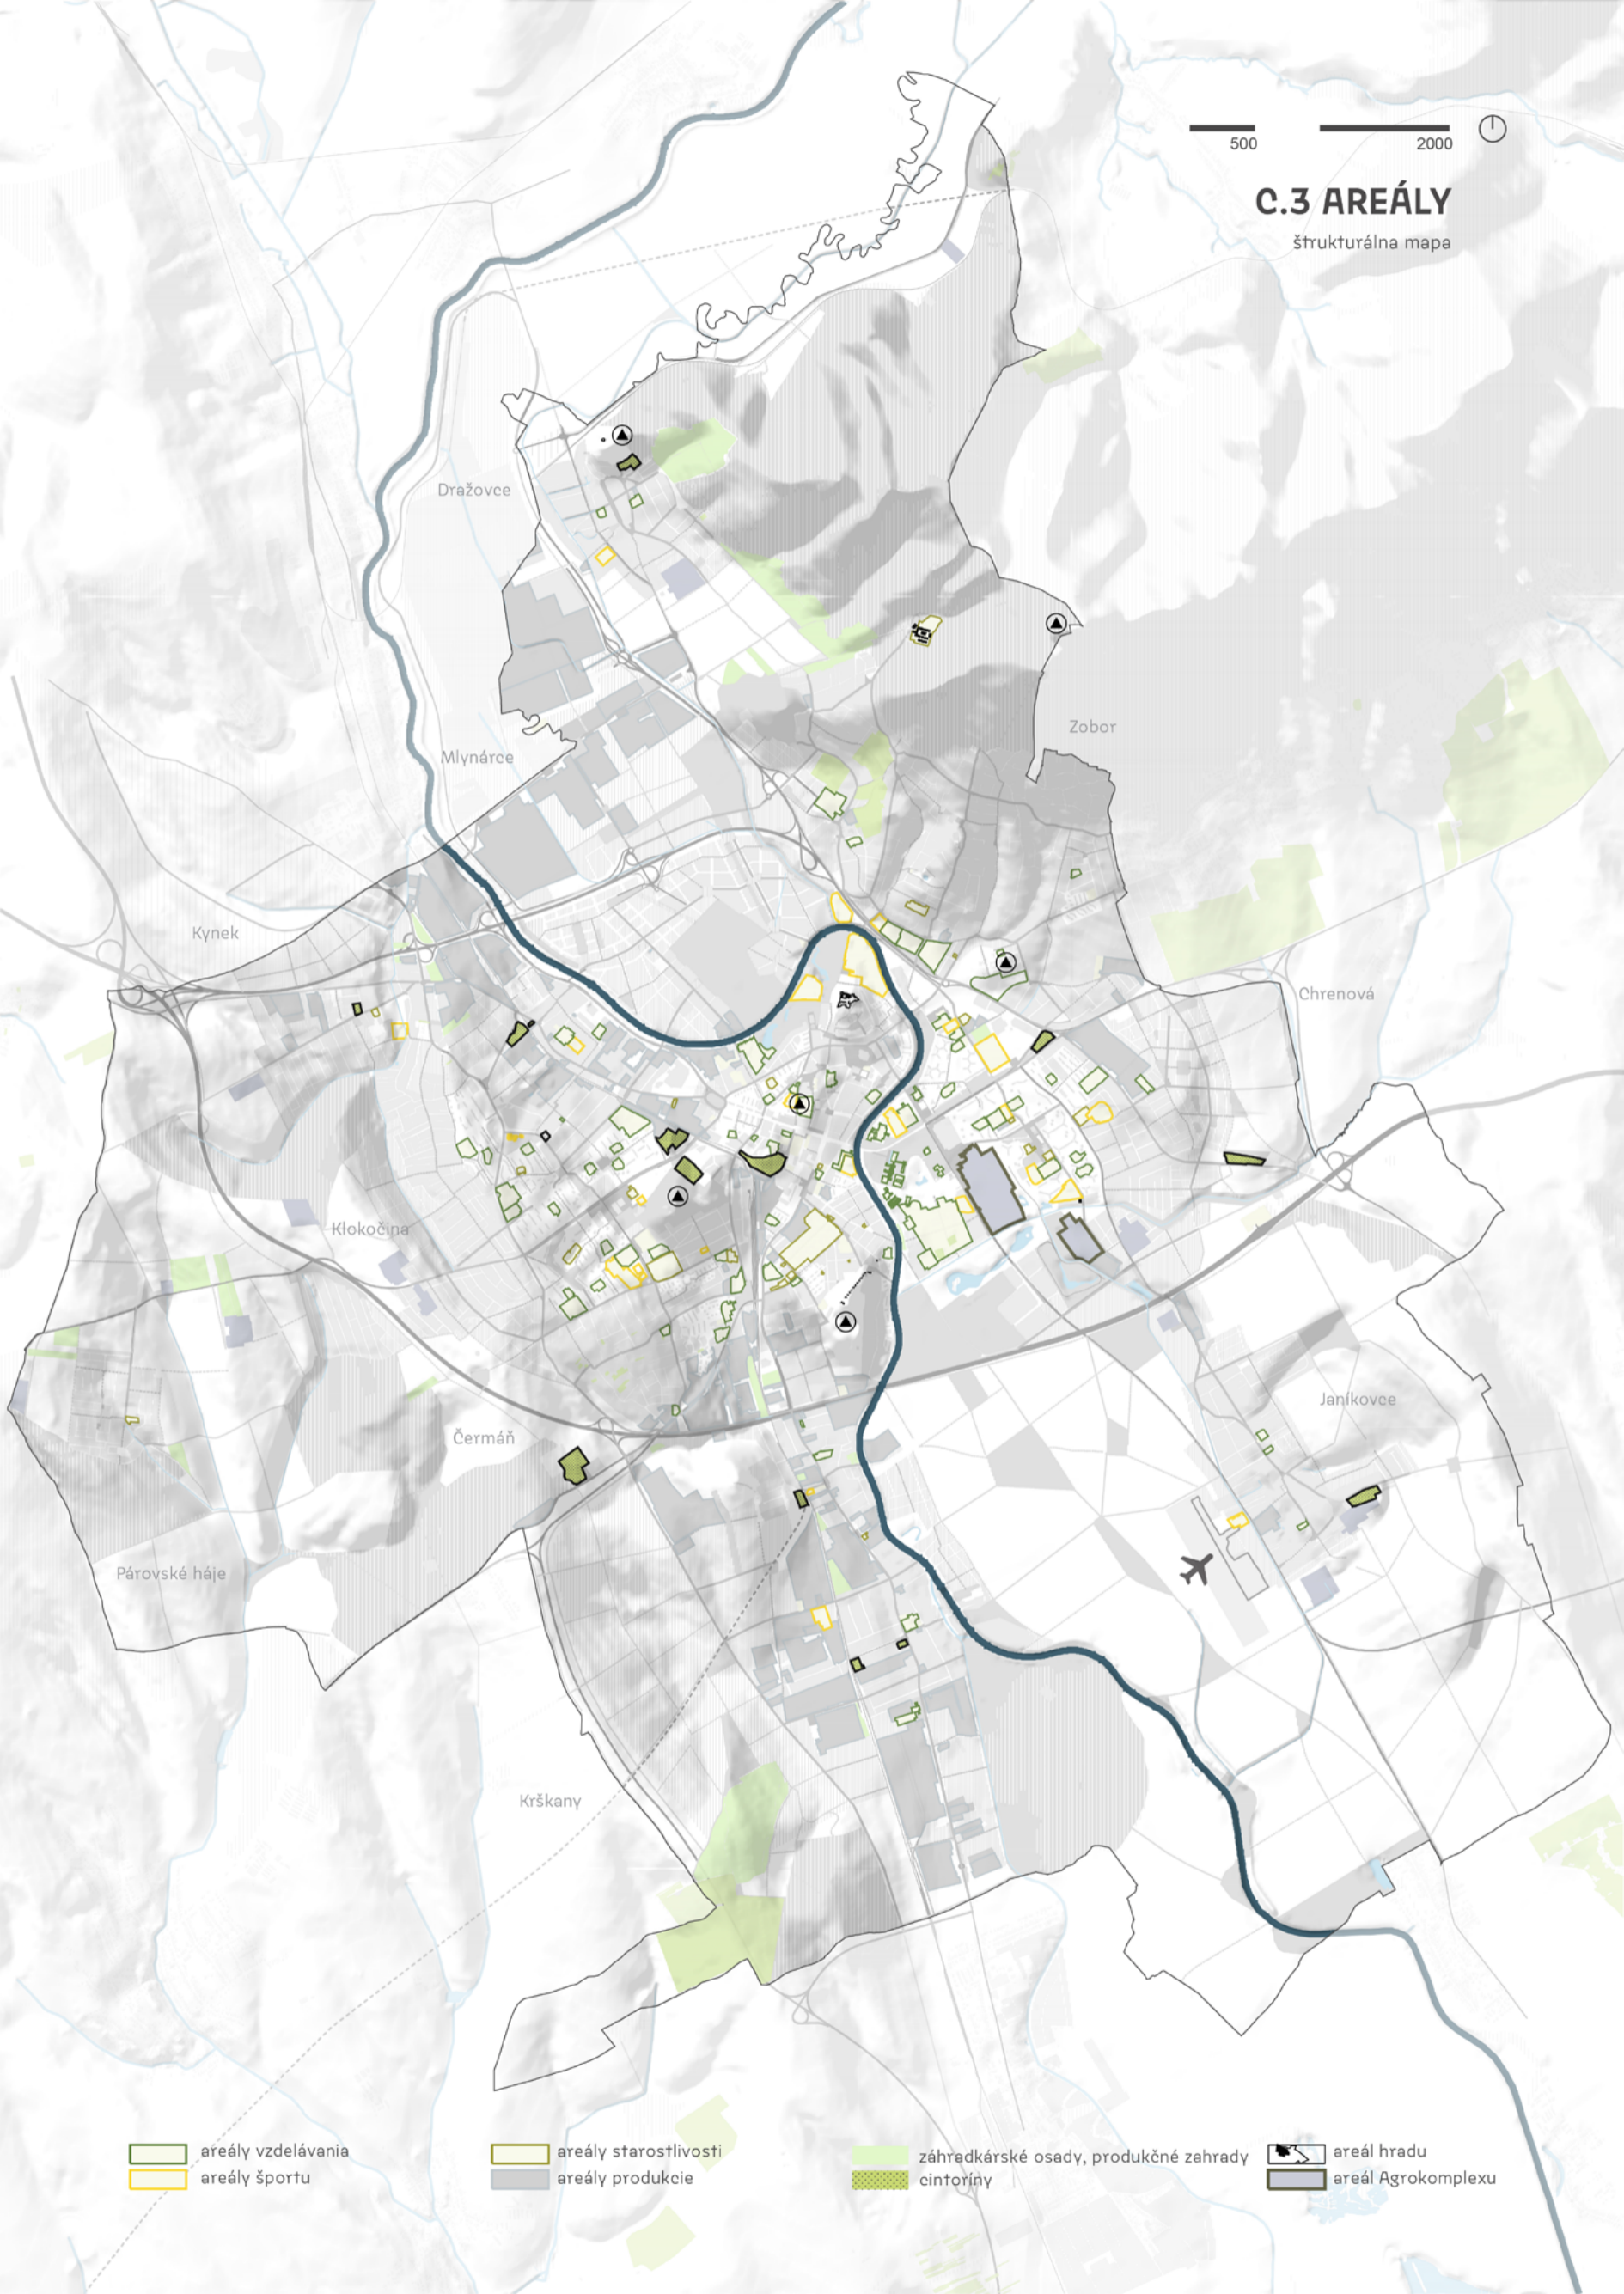 500
2000
C.3 AREÁLY
štrukturálna mapa
Dražovce
Zobor
Mlynárce
Kynek
Chrenová
Klokočina
Janíkovce
Čermáň
Párovské háje
Krškany
areály vzdelávania
areály športu
areály starostlivosti
areály produkcie
záhradkárské osady, produkčné zahrady
cintoríny
areál hradu
areál Agrokomplexu